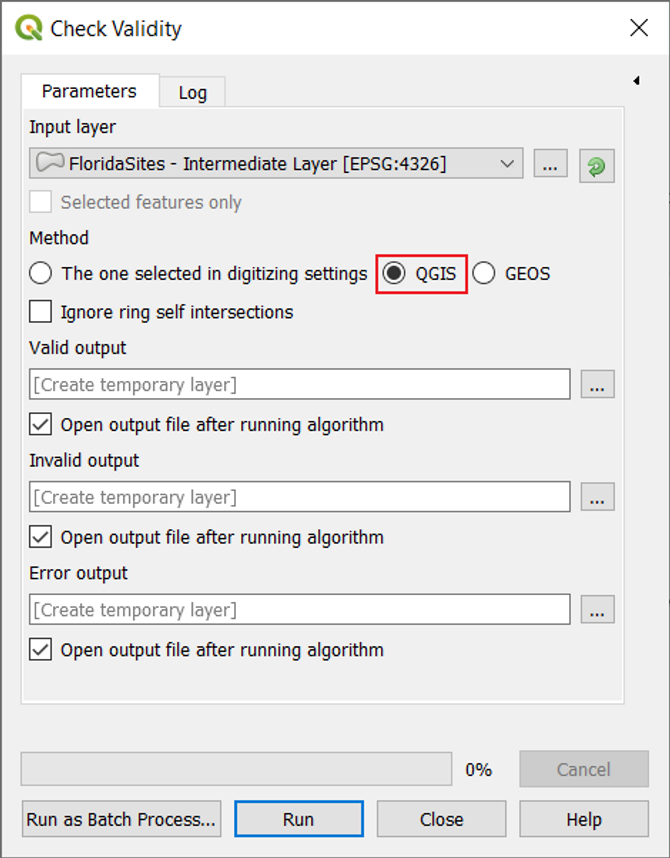 Check Validity
Parameters Log
Input layer
FloridaSites - Intermediate Layer [EPSG:4326] ...
Selected features only
Method
The one selected in digitizing settings QGIS GEOS
Ignore ring self intersections
Valid output
[Create temporary layer] ...
Open output file after running algorithm
Invalid output
[Create temporary layer] ...
Open output file after running algorithm
Error output
[Create temporary layer] ...
Open output file after running algorithm
0% Cancel
Run as Batch Process... Run Close Help